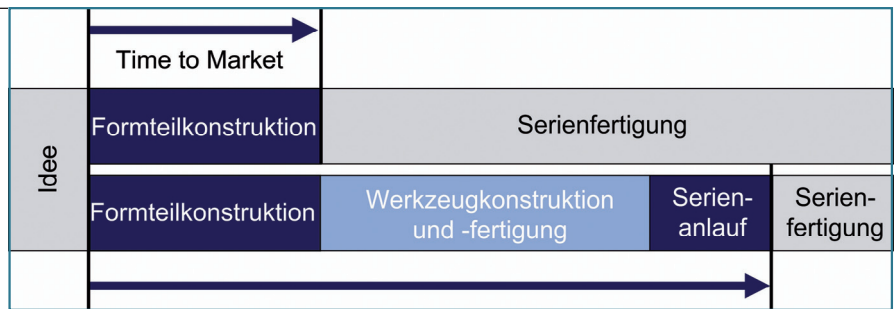 Time to Market
Idee
Formteilkonstruktion
Serienfertigung
Formteilkonstruktion
Werkzeugkonstruktion
und -fertigung
Serien-
anlauf
Serien-
fertigung